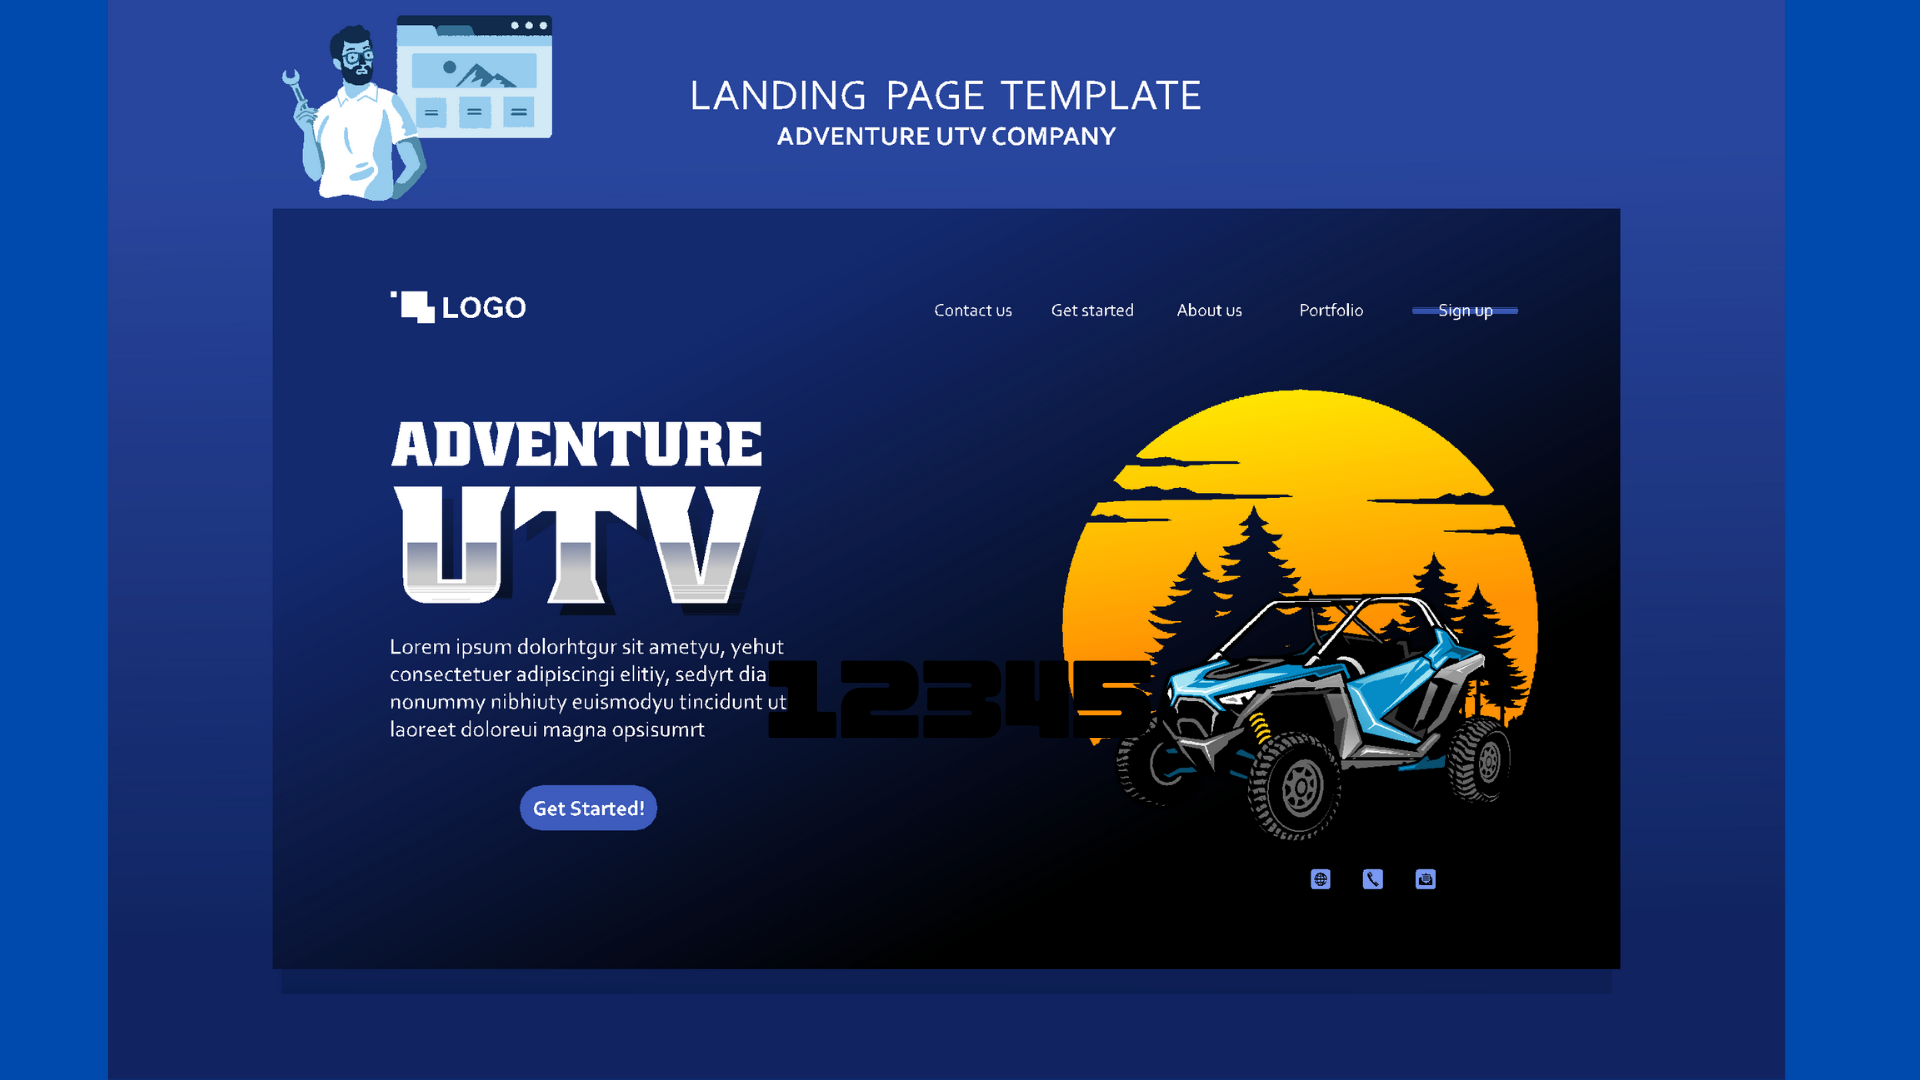 LANDING PAGE TEMPLATE
ADVENTURE UTV COMPANY
LOGO
Contact us
Get started
About us
Portfolio
Sign up
ADVENTURE
UTV
Lorem ipsum dolorhtgur sit ametyu, yehut
consectetuer adipiscingi elitiy, sedyrt dia
nonummy nibhiuty euismodyu tincidunt ut
laoreet doloreui magna opsisumrt
12345
Get Started!